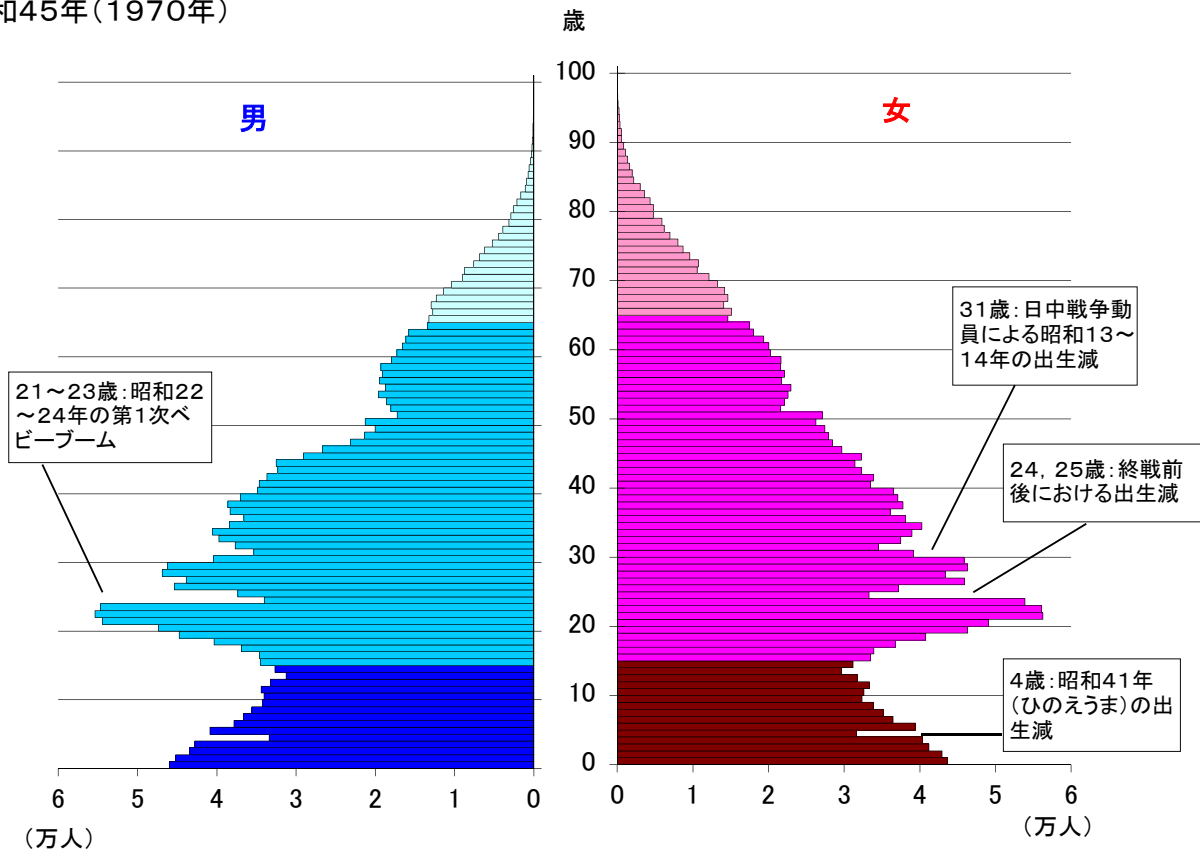 和45年(1970年)
歳
男
女
100
90
80
70
60
50
40
30
20
10
0
31歳:日中戦争動
員による昭和13~
14年の出生減
21~23歳:昭和22
~24年の第1次ベ
ビーブーム
24,25歳:終戦前
後における出生減
4歳:昭和41年
(ひのえうま)の出
生減
6 5 4 3 2 1 0
0 1 2 3 4 5 6
(万人)
(万人)